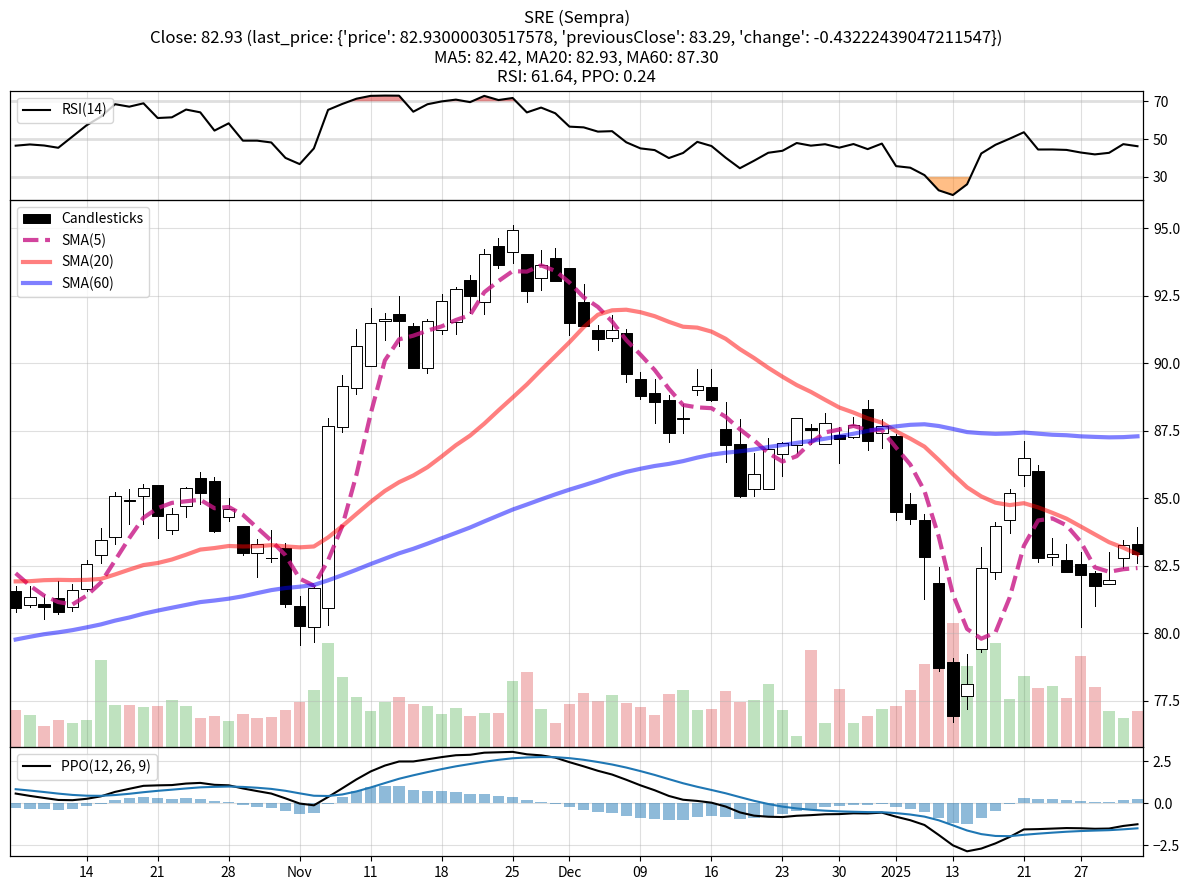 SRE (Sempra)
Close: 82.93 (last_price: {'price': 82.93000030517578, 'previousClose': 83.29, 'change': -0.43222439047211547})
MA5: 82.42, MA20: 82.93, MA60: 87.30
RSI: 61.64, PPO: 0.24
RSI(14)
70
50
30
Candlesticks
SMA(5)
SMA(20)
SMA(60)
95.0
92.5
90.0
87.5
85.0
82.5
80.0
77.5
PPO(12, 26, 9)
2.5
0.0
−2.5
14 21 28 Nov 11 18 25 Dec 09 16 23 30 2025 13 21 27